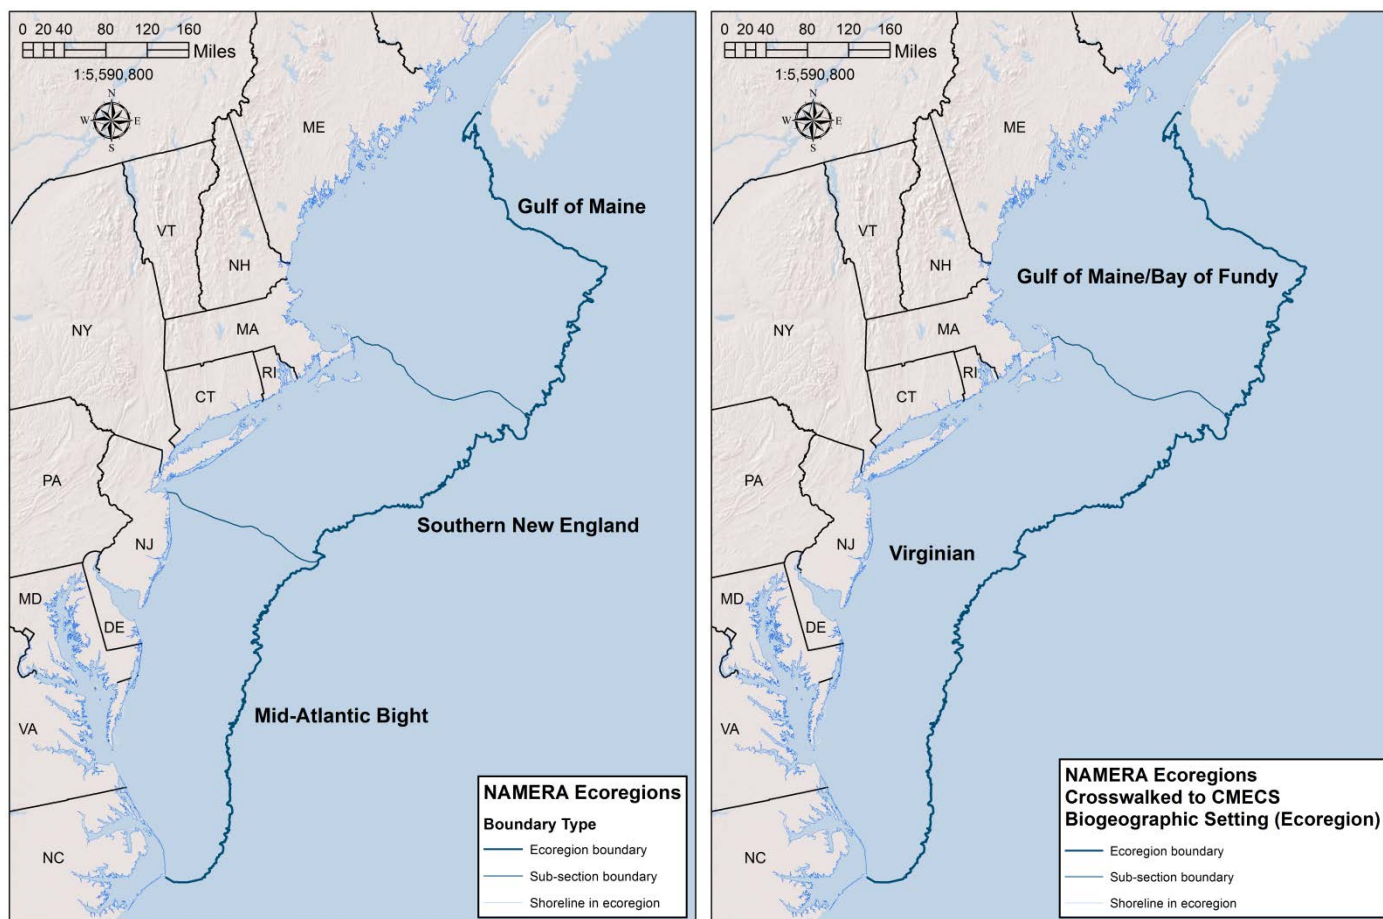 0 20 40 80 120 160
Miles
1:5,590,800
N
W E
S
ME
VT
NH
NY
MA
CT
RI
PA
NJ
MD
DE
VA
NC
Gulf of Maine
Southern New England
Mid-Atlantic Bight
NAMERA Ecoregions
Boundary Type
Ecoregion boundary
Sub-section boundary
Shoreline in ecoregion
0 20 40 80 120 160
Miles
1:5,590,800
N
W E
S
ME
VT
NH
NY
MA
CT
RI
PA
NJ
MD
DE
VA
NC
Gulf of Maine/Bay of Fundy
Virginian
NAMERA Ecoregions
Crosswalked to CMECS
Biogeographic Setting (Ecoregion)
Ecoregion boundary
Sub-section boundary
Shoreline in ecoregion